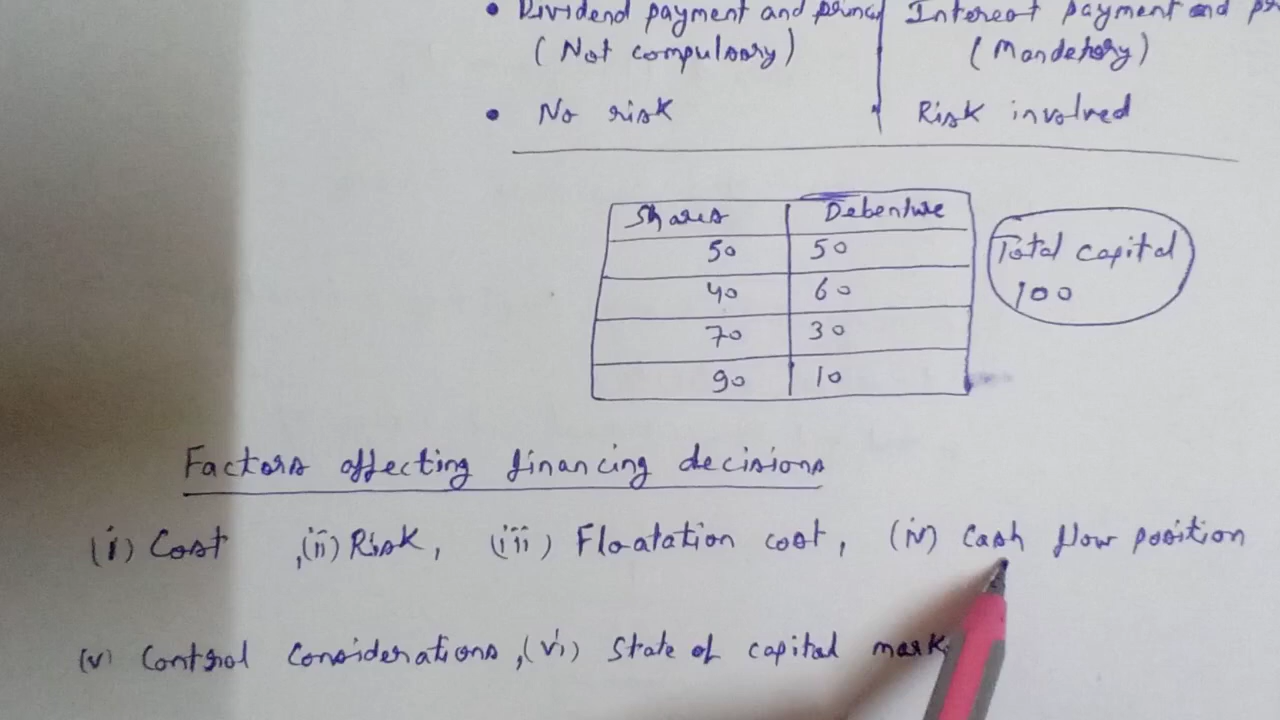 • Dividend payment and Interest payment and
(Not compulsory) (Mandetory)
• No risk Risk involved
Shares Debenture
50 50
40 60
70 30
90 10
Total capital
100
Factors affecting financing decisions
(i) Cost ,(ii) Risk, (iii) Floatation cost, (iv) Cash flow position
(v) Control Considerations,(vi) State of capital mark